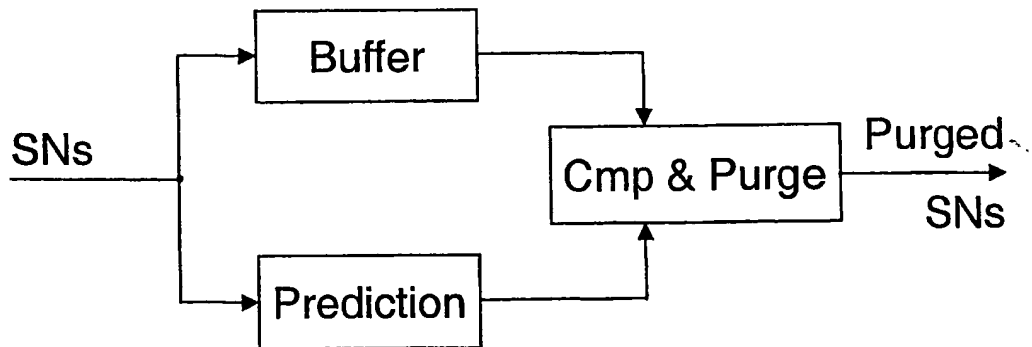 Buffer
SNs
Cmp & Purge
Purged
SNs
Prediction